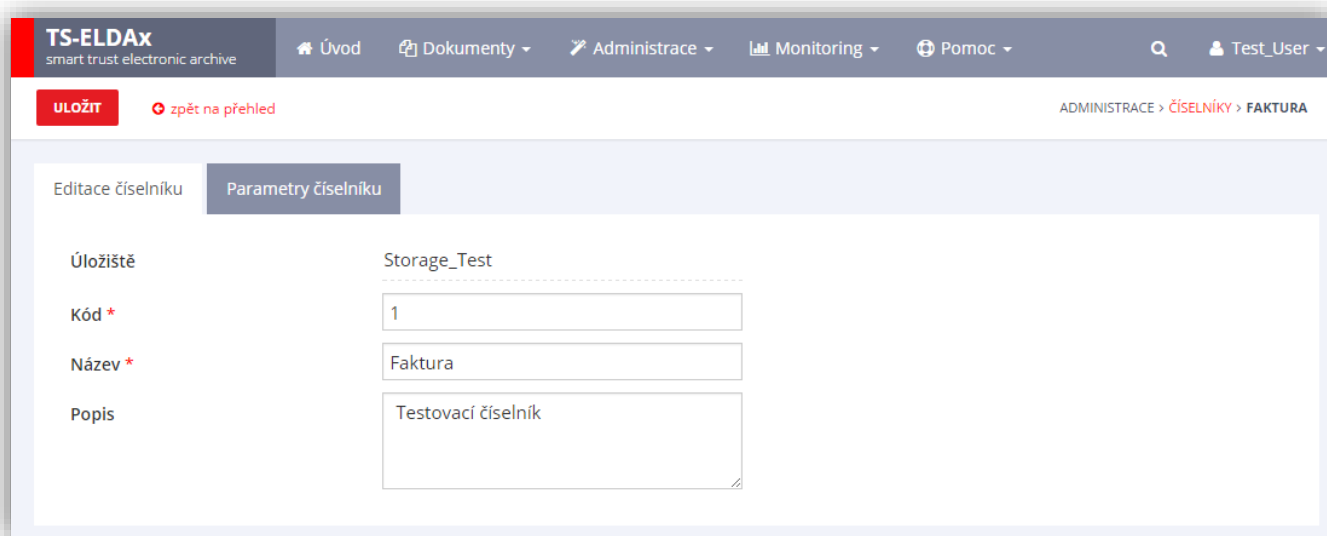 TS-ELDAx
smart trust electronic archive
Úvod
Dokumenty
Administrace
Monitoring
Pomoc
Test_User
ULOŽIT
zpět na přehled
ADMINISTRACE > ČÍSELNÍKY > FAKTURA
Editace číselníku
Parametry číselníku
Úložiště
Storage_Test
Kód *
1
Název *
Faktura
Popis
Testovací číselník